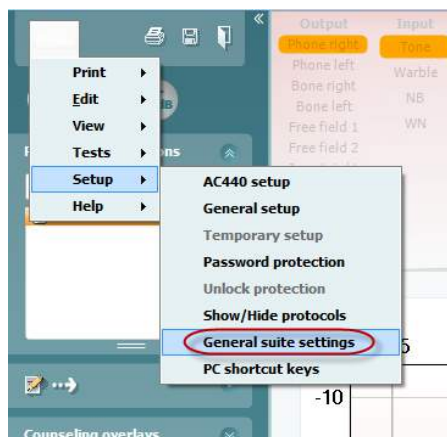 «
Output
Input
Phone right
Tone
Phone left
Warble
Bone right
NB
Bone left
WN
Free field 1
Free field 2
Print
Edit
View
Tests
Setup
Help
AC440 setup
General setup
Temporary setup
Password protection
Unlock protection
Show/Hide protocols
General suite settings
PC shortcut keys
5
-10
Counseling overlays